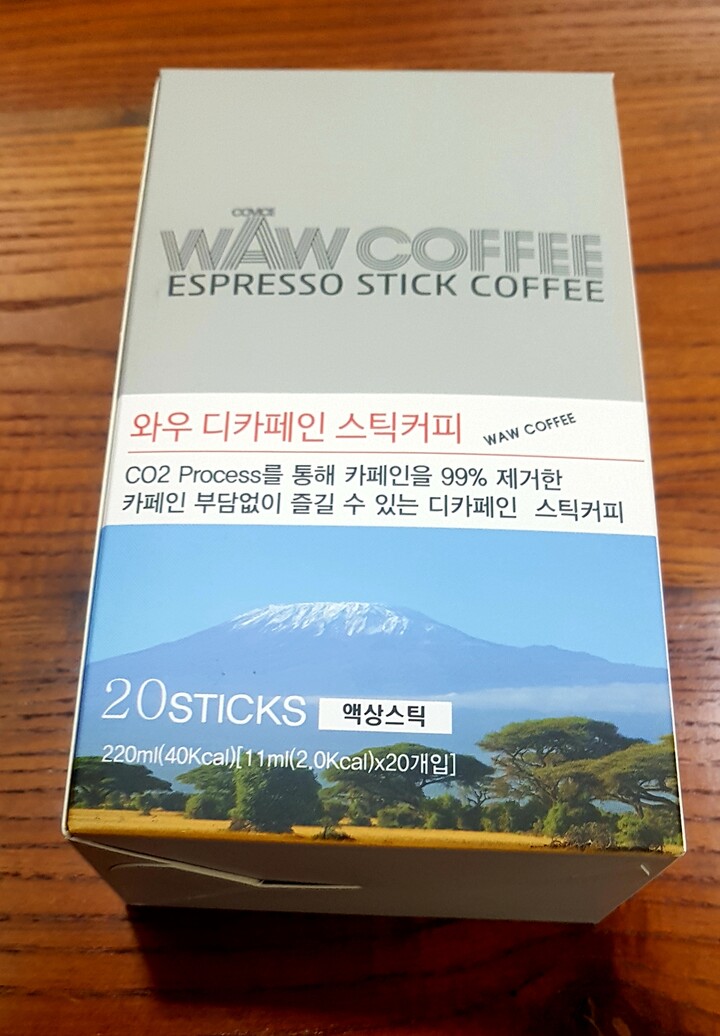 WAW COFFEE
ESPRESSO STICK COFFEE
와우 디카페인 스틱커피 WAW COFFEE
CO2 Process를 통해 카페인을 99% 제거한
카페인 부담없이 즐길 수 있는 디카페인 스틱커피
20STICKS 액상스틱
220ml(40Kcal)[11ml(2.0Kcal)x20개입]